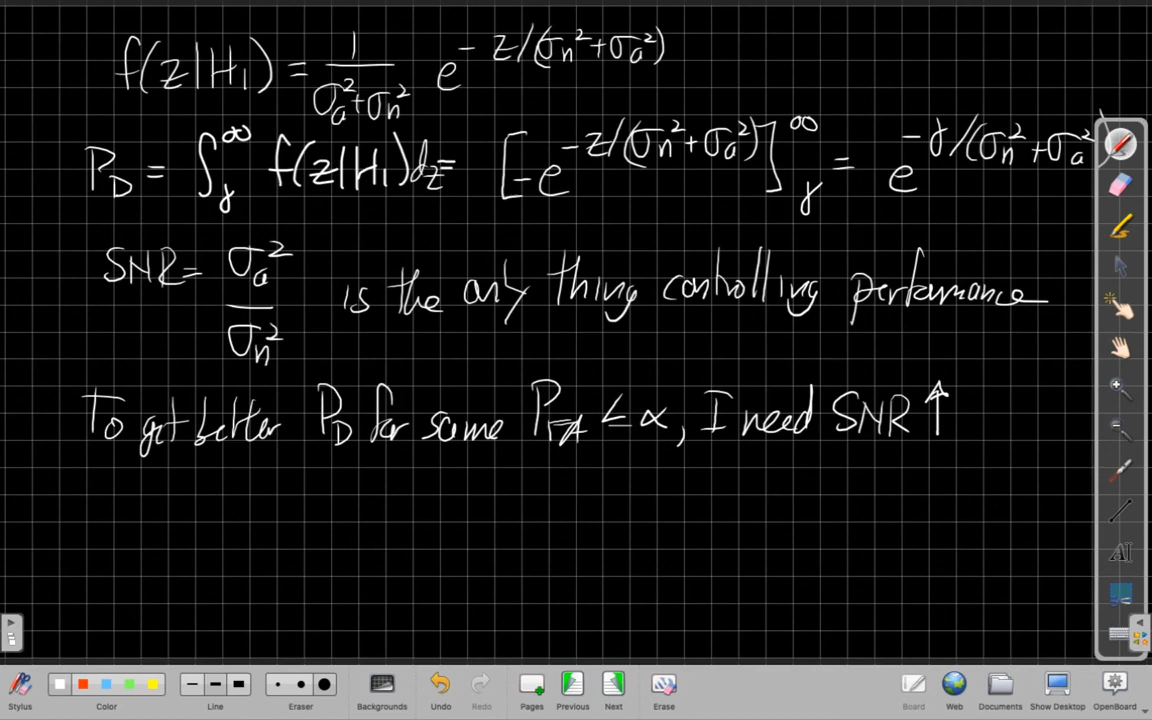 f(z|H₁) = 1/(σₐ²+σₙ²) e^(-z/(σₙ²+σₐ²))
P_D = ∫_γ^∞ f(z|H₁)dz = [-e^(-z/(σₙ²+σₐ²))]_γ^∞ = e^(-γ/(σₙ²+σₐ²))
SNR = σₐ²/σₙ² is the only thing controlling performance
To get better P_D for same P_FA ≤ α, I need SNR ↑
Stylus Color Line Eraser Backgrounds Undo Redo Pages Previous Next Erase Board Web Documents Show Desktop OpenBoard